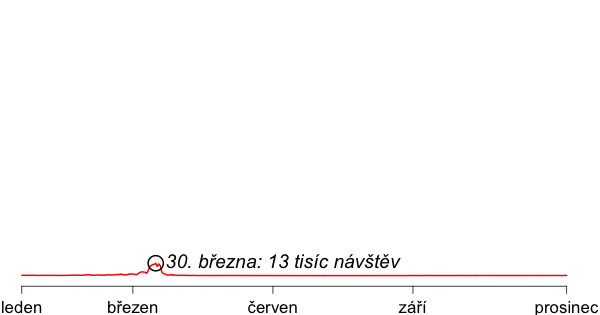 30. března: 13 tisíc návštěv
leden březen červen září prosinec